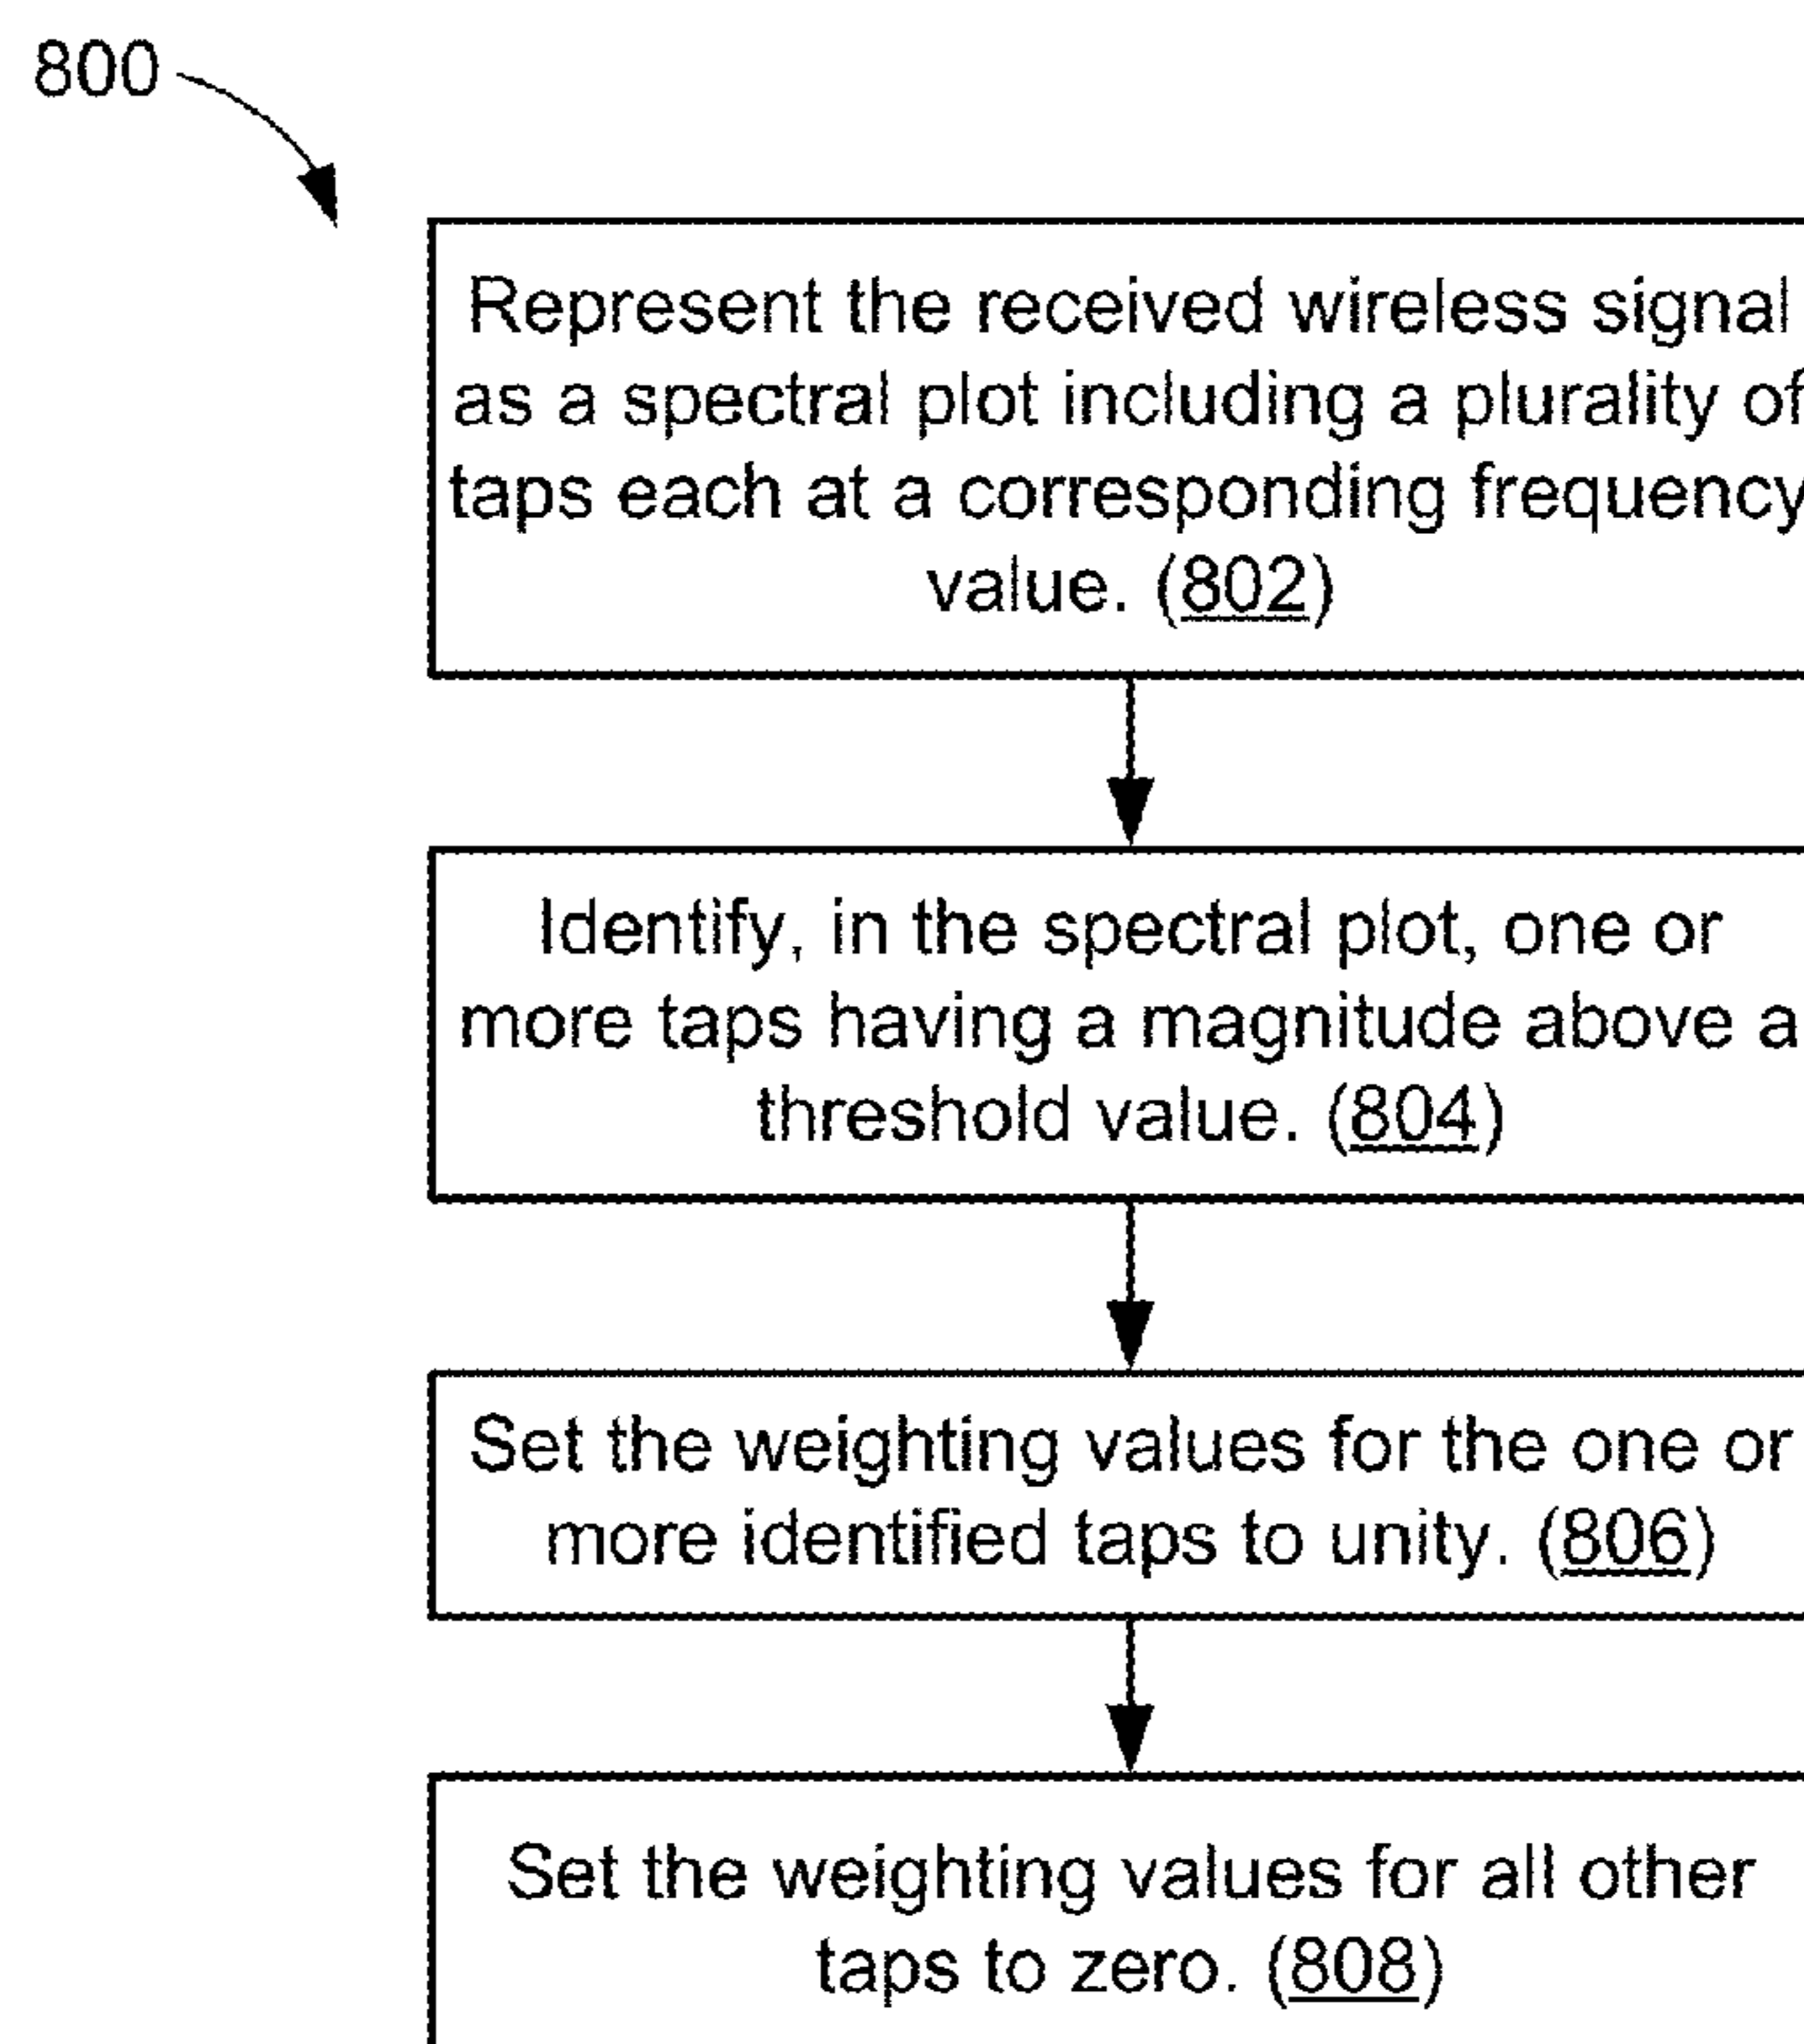 800
Represent the received wireless signal
as a spectral plot including a plurality of
taps each at a corresponding frequency
value. (802)
Identify, in the spectral plot, one or
more taps having a magnitude above a
threshold value. (804)
Set the weighting values for the one or
more identified taps to unity. (806)
Set the weighting values for all other
taps to zero. (808)